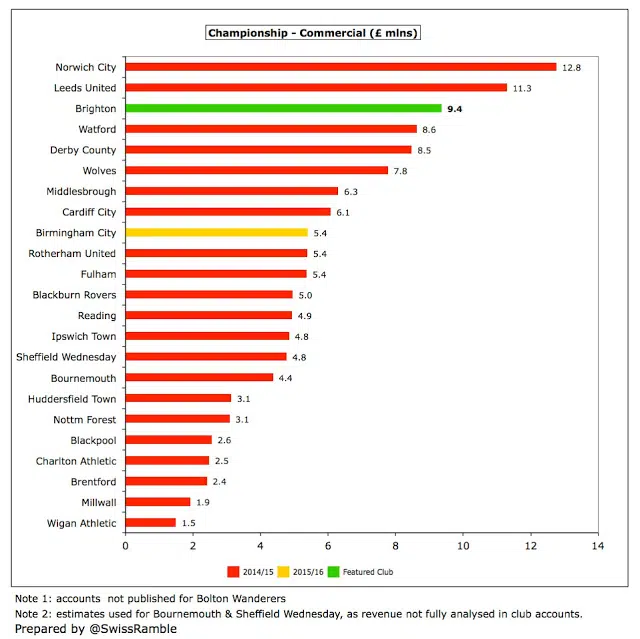 Championship - Commercial (£ mlns)
Norwich City 12.8
Leeds United 11.3
Brighton 9.4
Watford 8.6
Derby County 8.5
Wolves 7.8
Middlesbrough 6.3
Cardiff City 6.1
Birmingham City 5.4
Rotherham United 5.4
Fulham 5.4
Blackburn Rovers 5.0
Reading 4.9
Ipswich Town 4.8
Sheffield Wednesday 4.8
Bournemouth 4.4
Huddersfield Town 3.1
Nottm Forest 3.1
Blackpool 2.6
Charlton Athletic 2.5
Brentford 2.4
Millwall 1.9
Wigan Athletic 1.5
0 2 4 6 8 10 12 14
2014/15 2015/16 Featured Club
Note 1: accounts not published for Bolton Wanderers
Note 2: estimates used for Bournemouth & Sheffield Wednesday, as revenue not fully analysed in club accounts.
Prepared by @SwissRamble